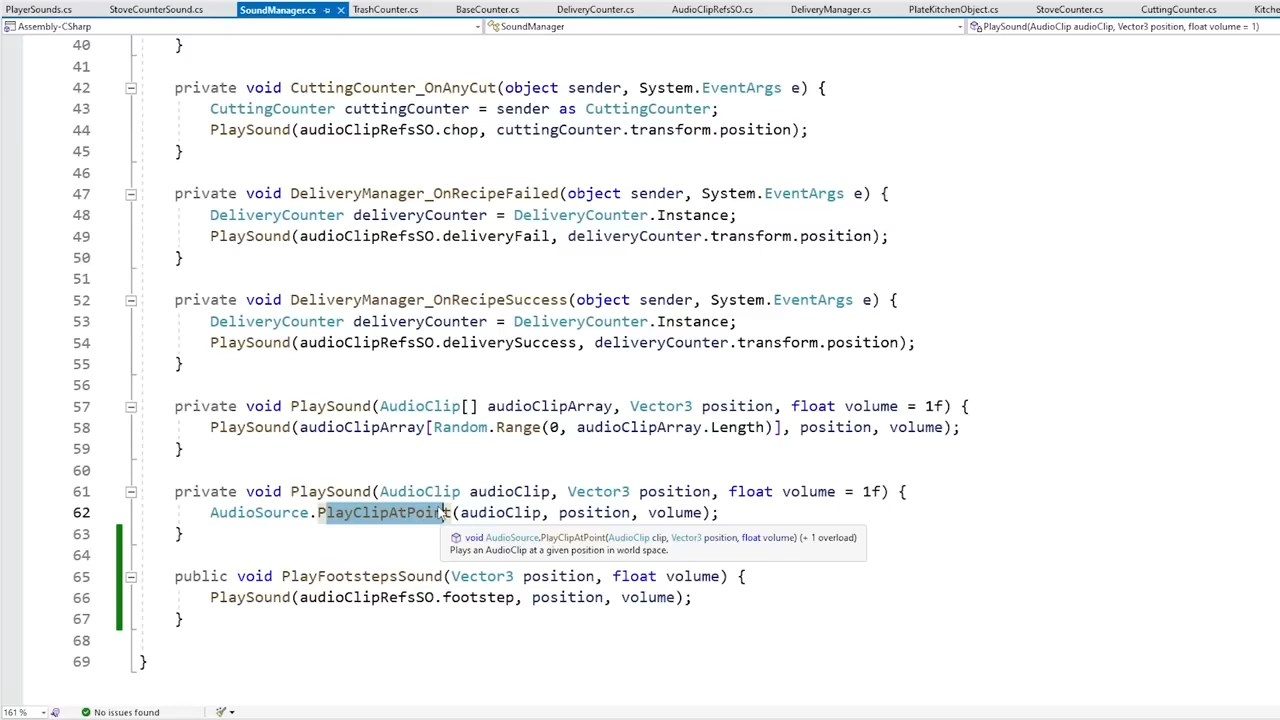 PlayerSounds.cs StoveCounterSound.cs SoundManager.cs TrashCounter.cs BaseCounter.cs DeliveryCounter.cs AudioClipRefsSO.cs DeliveryManager.cs PlateKitchenObject.cs StoveCounter.cs CuttingCounter.cs Kitche
Assembly-CSharp SoundManager PlaySound(AudioClip audioClip, Vector3 position, float volume = 1)
40 }
41
42 private void CuttingCounter_OnAnyCut(object sender, System.EventArgs e) {
43 CuttingCounter cuttingCounter = sender as CuttingCounter;
44 PlaySound(audioClipRefsSO.chop, cuttingCounter.transform.position);
45 }
46
47 private void DeliveryManager_OnRecipeFailed(object sender, System.EventArgs e) {
48 DeliveryCounter deliveryCounter = DeliveryCounter.Instance;
49 PlaySound(audioClipRefsSO.deliveryFail, deliveryCounter.transform.position);
50 }
51
52 private void DeliveryManager_OnRecipeSuccess(object sender, System.EventArgs e) {
53 DeliveryCounter deliveryCounter = DeliveryCounter.Instance;
54 PlaySound(audioClipRefsSO.deliverySuccess, deliveryCounter.transform.position);
55 }
56
57 private void PlaySound(AudioClip[] audioClipArray, Vector3 position, float volume = 1f) {
58 PlaySound(audioClipArray[Random.Range(0, audioClipArray.Length)], position, volume);
59 }
60
61 private void PlaySound(AudioClip audioClip, Vector3 position, float volume = 1f) {
62 AudioSource.PlayClipAtPoint(audioClip, position, volume);
63 }
void AudioSource.PlayClipAtPoint(AudioClip clip, Vector3 position, float volume) (+ 1 overload)
Plays an AudioClip at a given position in world space.
64
65 public void PlayFootstepsSound(Vector3 position, float volume) {
66 PlaySound(audioClipRefsSO.footstep, position, volume);
67 }
68
69 }
161 % No issues found